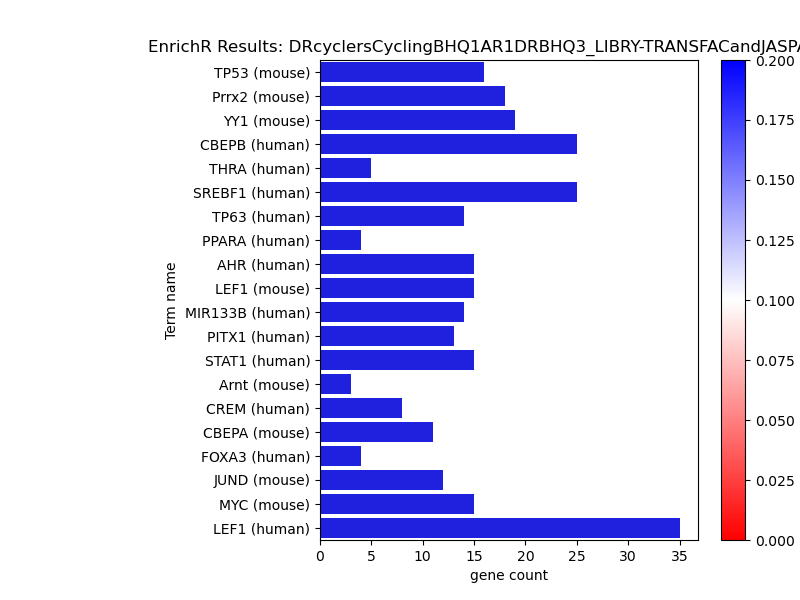 EnrichR Results: DRcyclersCyclingBHQ1AR1DRBHQ3_LIBRY-TRANSFACandJASPA
TP53 (mouse)
Prrx2 (mouse)
YY1 (mouse)
CBEPB (human)
THRA (human)
SREBF1 (human)
TP63 (human)
PPARA (human)
AHR (human)
LEF1 (mouse)
MIR133B (human)
PITX1 (human)
STAT1 (human)
Arnt (mouse)
CREM (human)
CBEPA (mouse)
FOXA3 (human)
JUND (mouse)
MYC (mouse)
LEF1 (human)
Term name
0 5 10 15 20 25 30 35
gene count
0.200
0.175
0.150
0.125
0.100
0.075
0.050
0.025
0.000